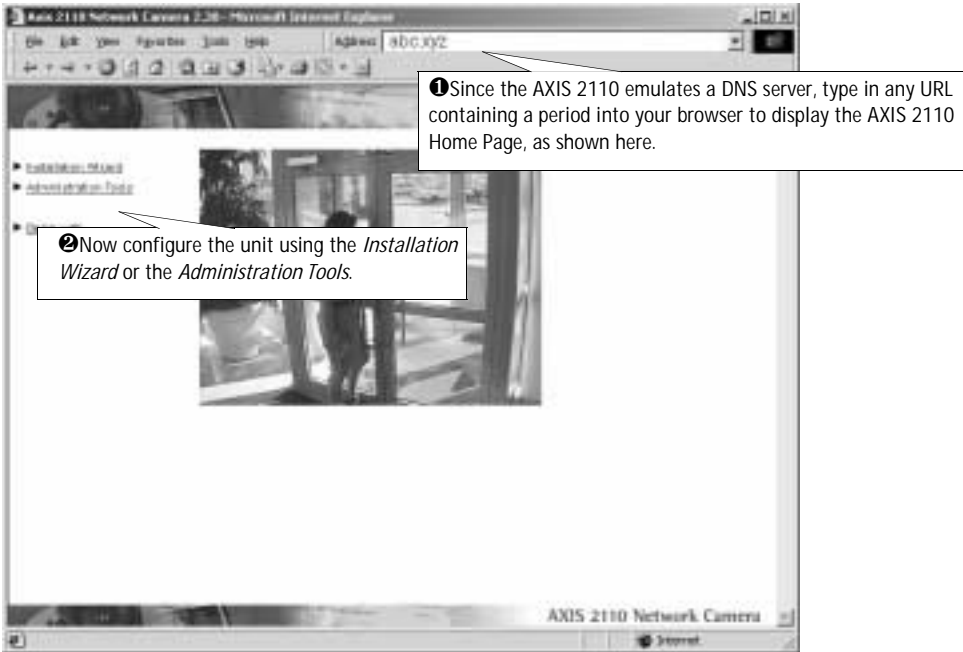 Axis 2110 Network Camera 2.20 - Microsoft Internet Explorer
File Edit View Favorites Tools Help
Address abc.xyz
❶Since the AXIS 2110 emulates a DNS server, type in any URL
containing a period into your browser to display the AXIS 2110
Home Page, as shown here.
Installation Wizard
Administration Tools
❷Now configure the unit using the Installation
Wizard or the Administration Tools.
AXIS 2110 Network Camera
Internet